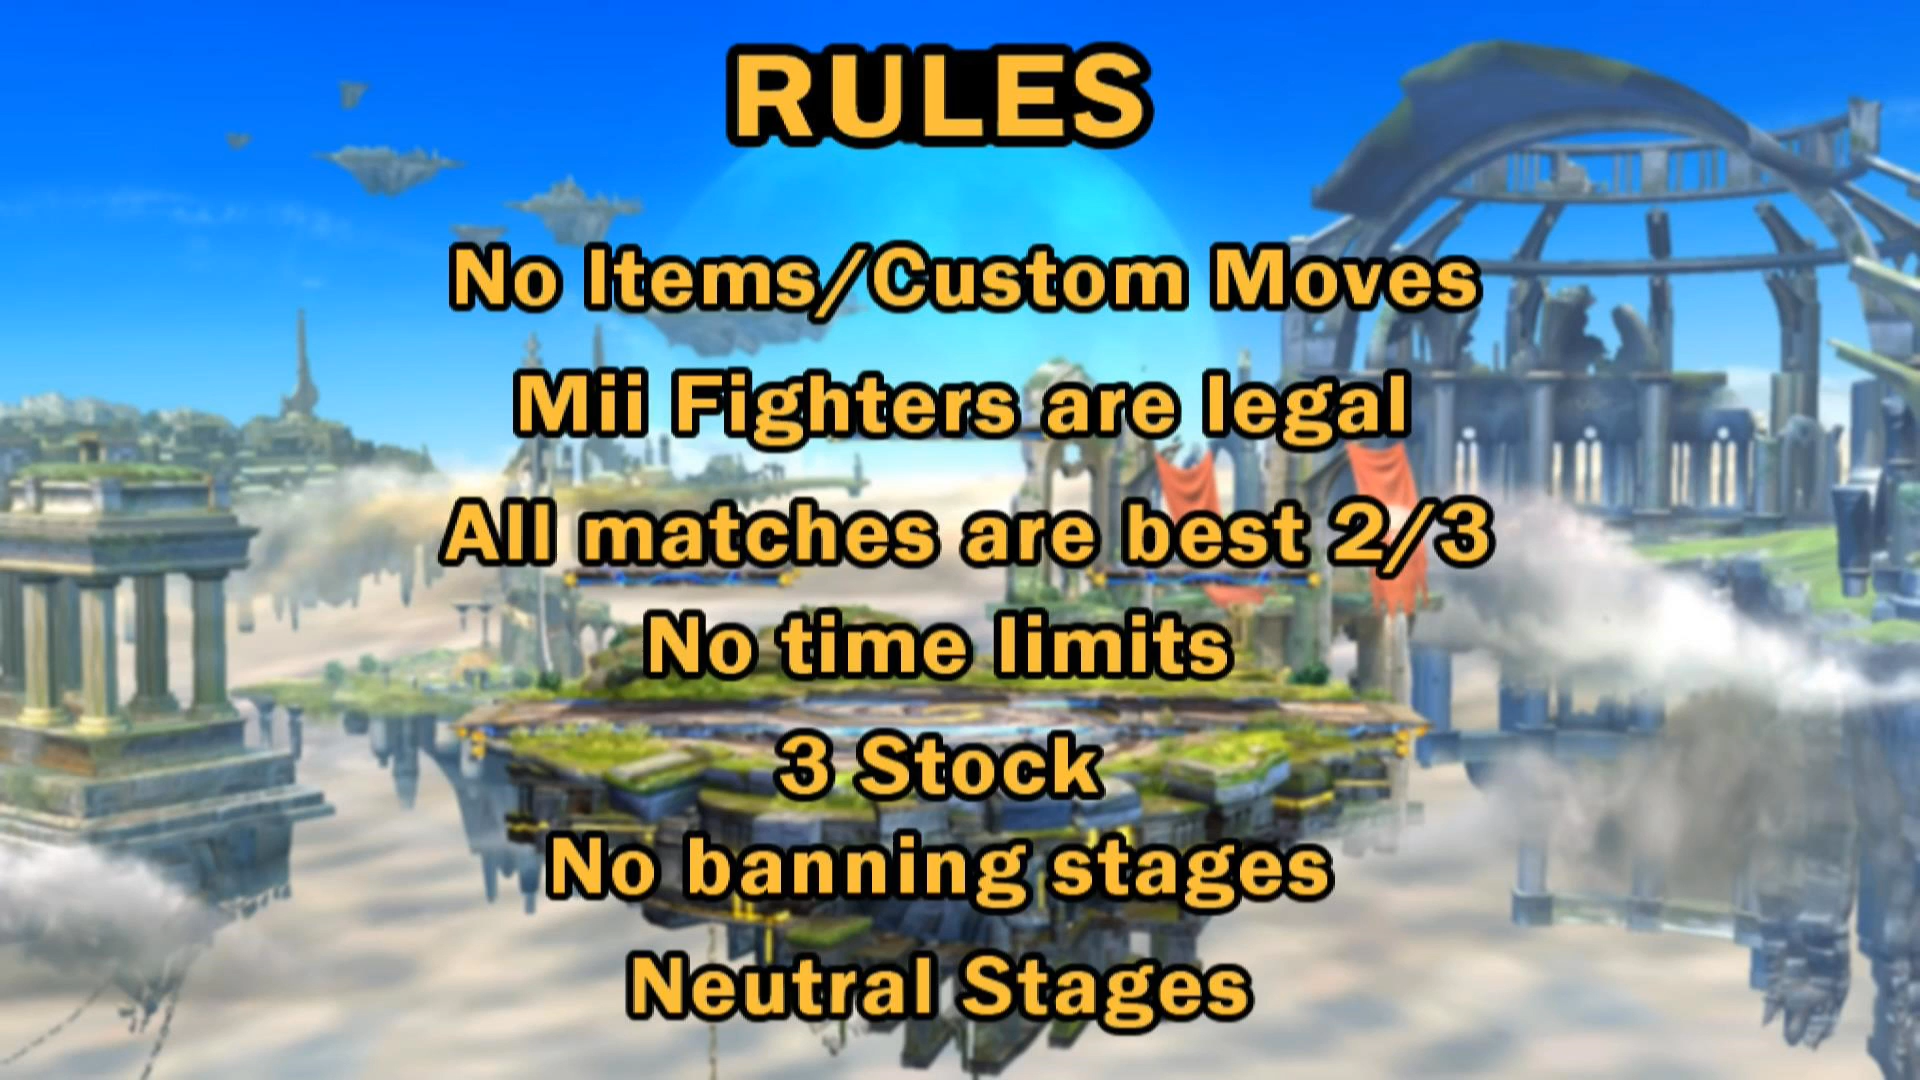 RULES
No Items/Custom Moves
Mii Fighters are legal
All matches are best 2/3
No time limits
3 Stock
No banning stages
Neutral Stages